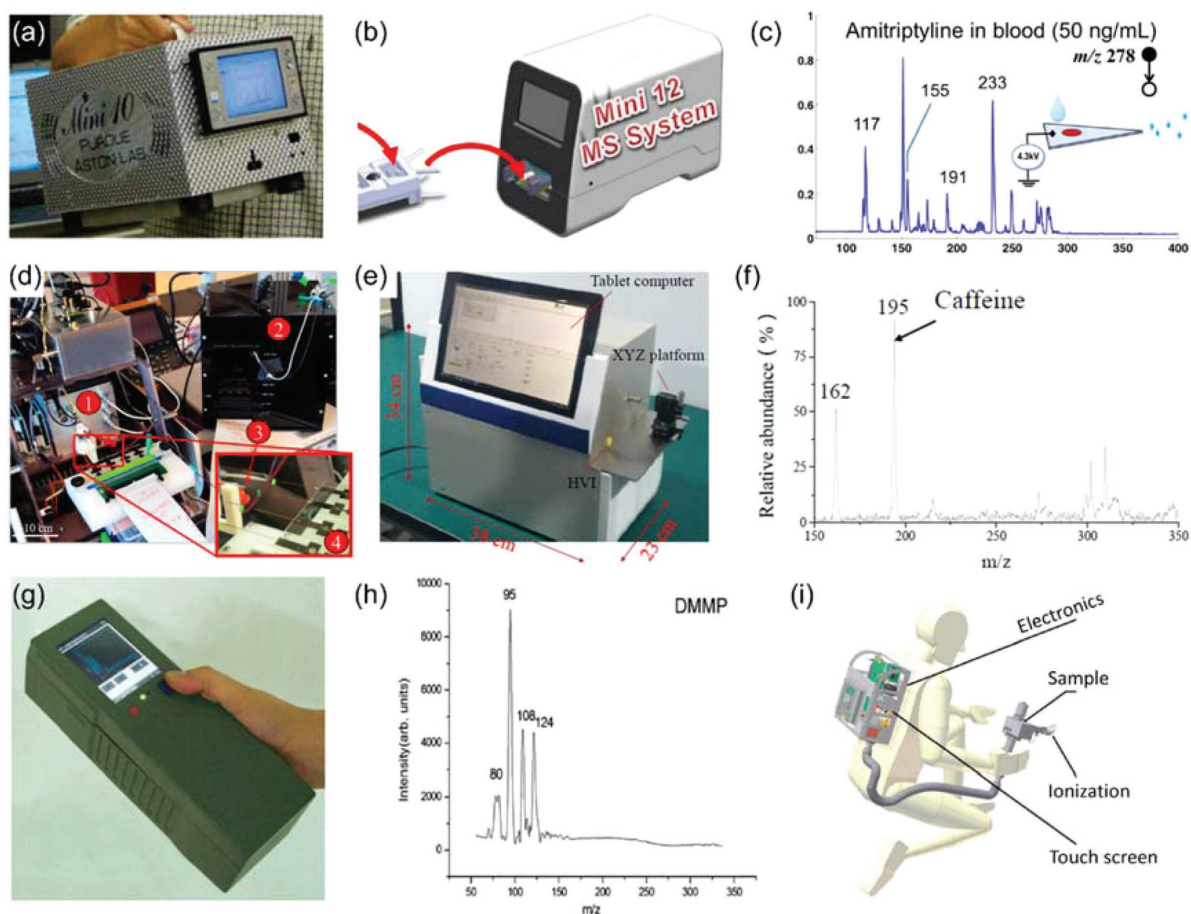 (a)
Mini 10
PURDUE
ASTON LAB
(b)
Mini 12
MS System
(c)
Amitriptyline in blood (50 ng/mL)
m/z 278
1
0.8
0.6
0.4
0.2
0
117
155
191
233
4.3kV
100
150
200
250
300
350
400
(d)
1
2
3
4
10 cm
(e)
Tablet computer
XYZ platform
HVI
34 cm
38 cm
23 cm
(f)
Relative abundance ( % )
100
75
50
25
0
162
195
Caffeine
150
200
250
300
350
m/z
(g)
(h)
DMMP
Intensity(arb. units)
10000
8000
6000
4000
2000
0
80
95
108
124
50
100
150
200
250
300
350
m/z
(i)
Electronics
Sample
Ionization
Touch screen